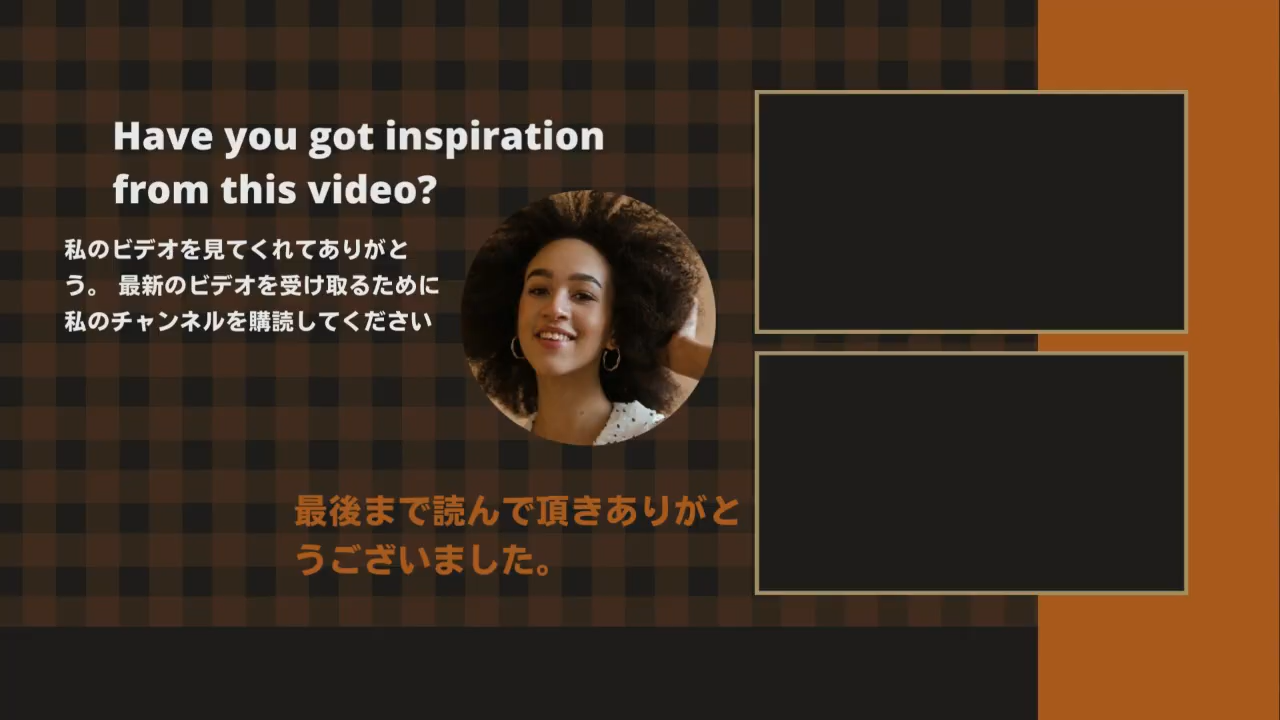 Have you got inspiration
from this video?
私のビデオを見てくれてありがと
う。 最新のビデオを受け取るために
私のチャンネルを購読してください
最後まで読んで頂きありがと
うございました。